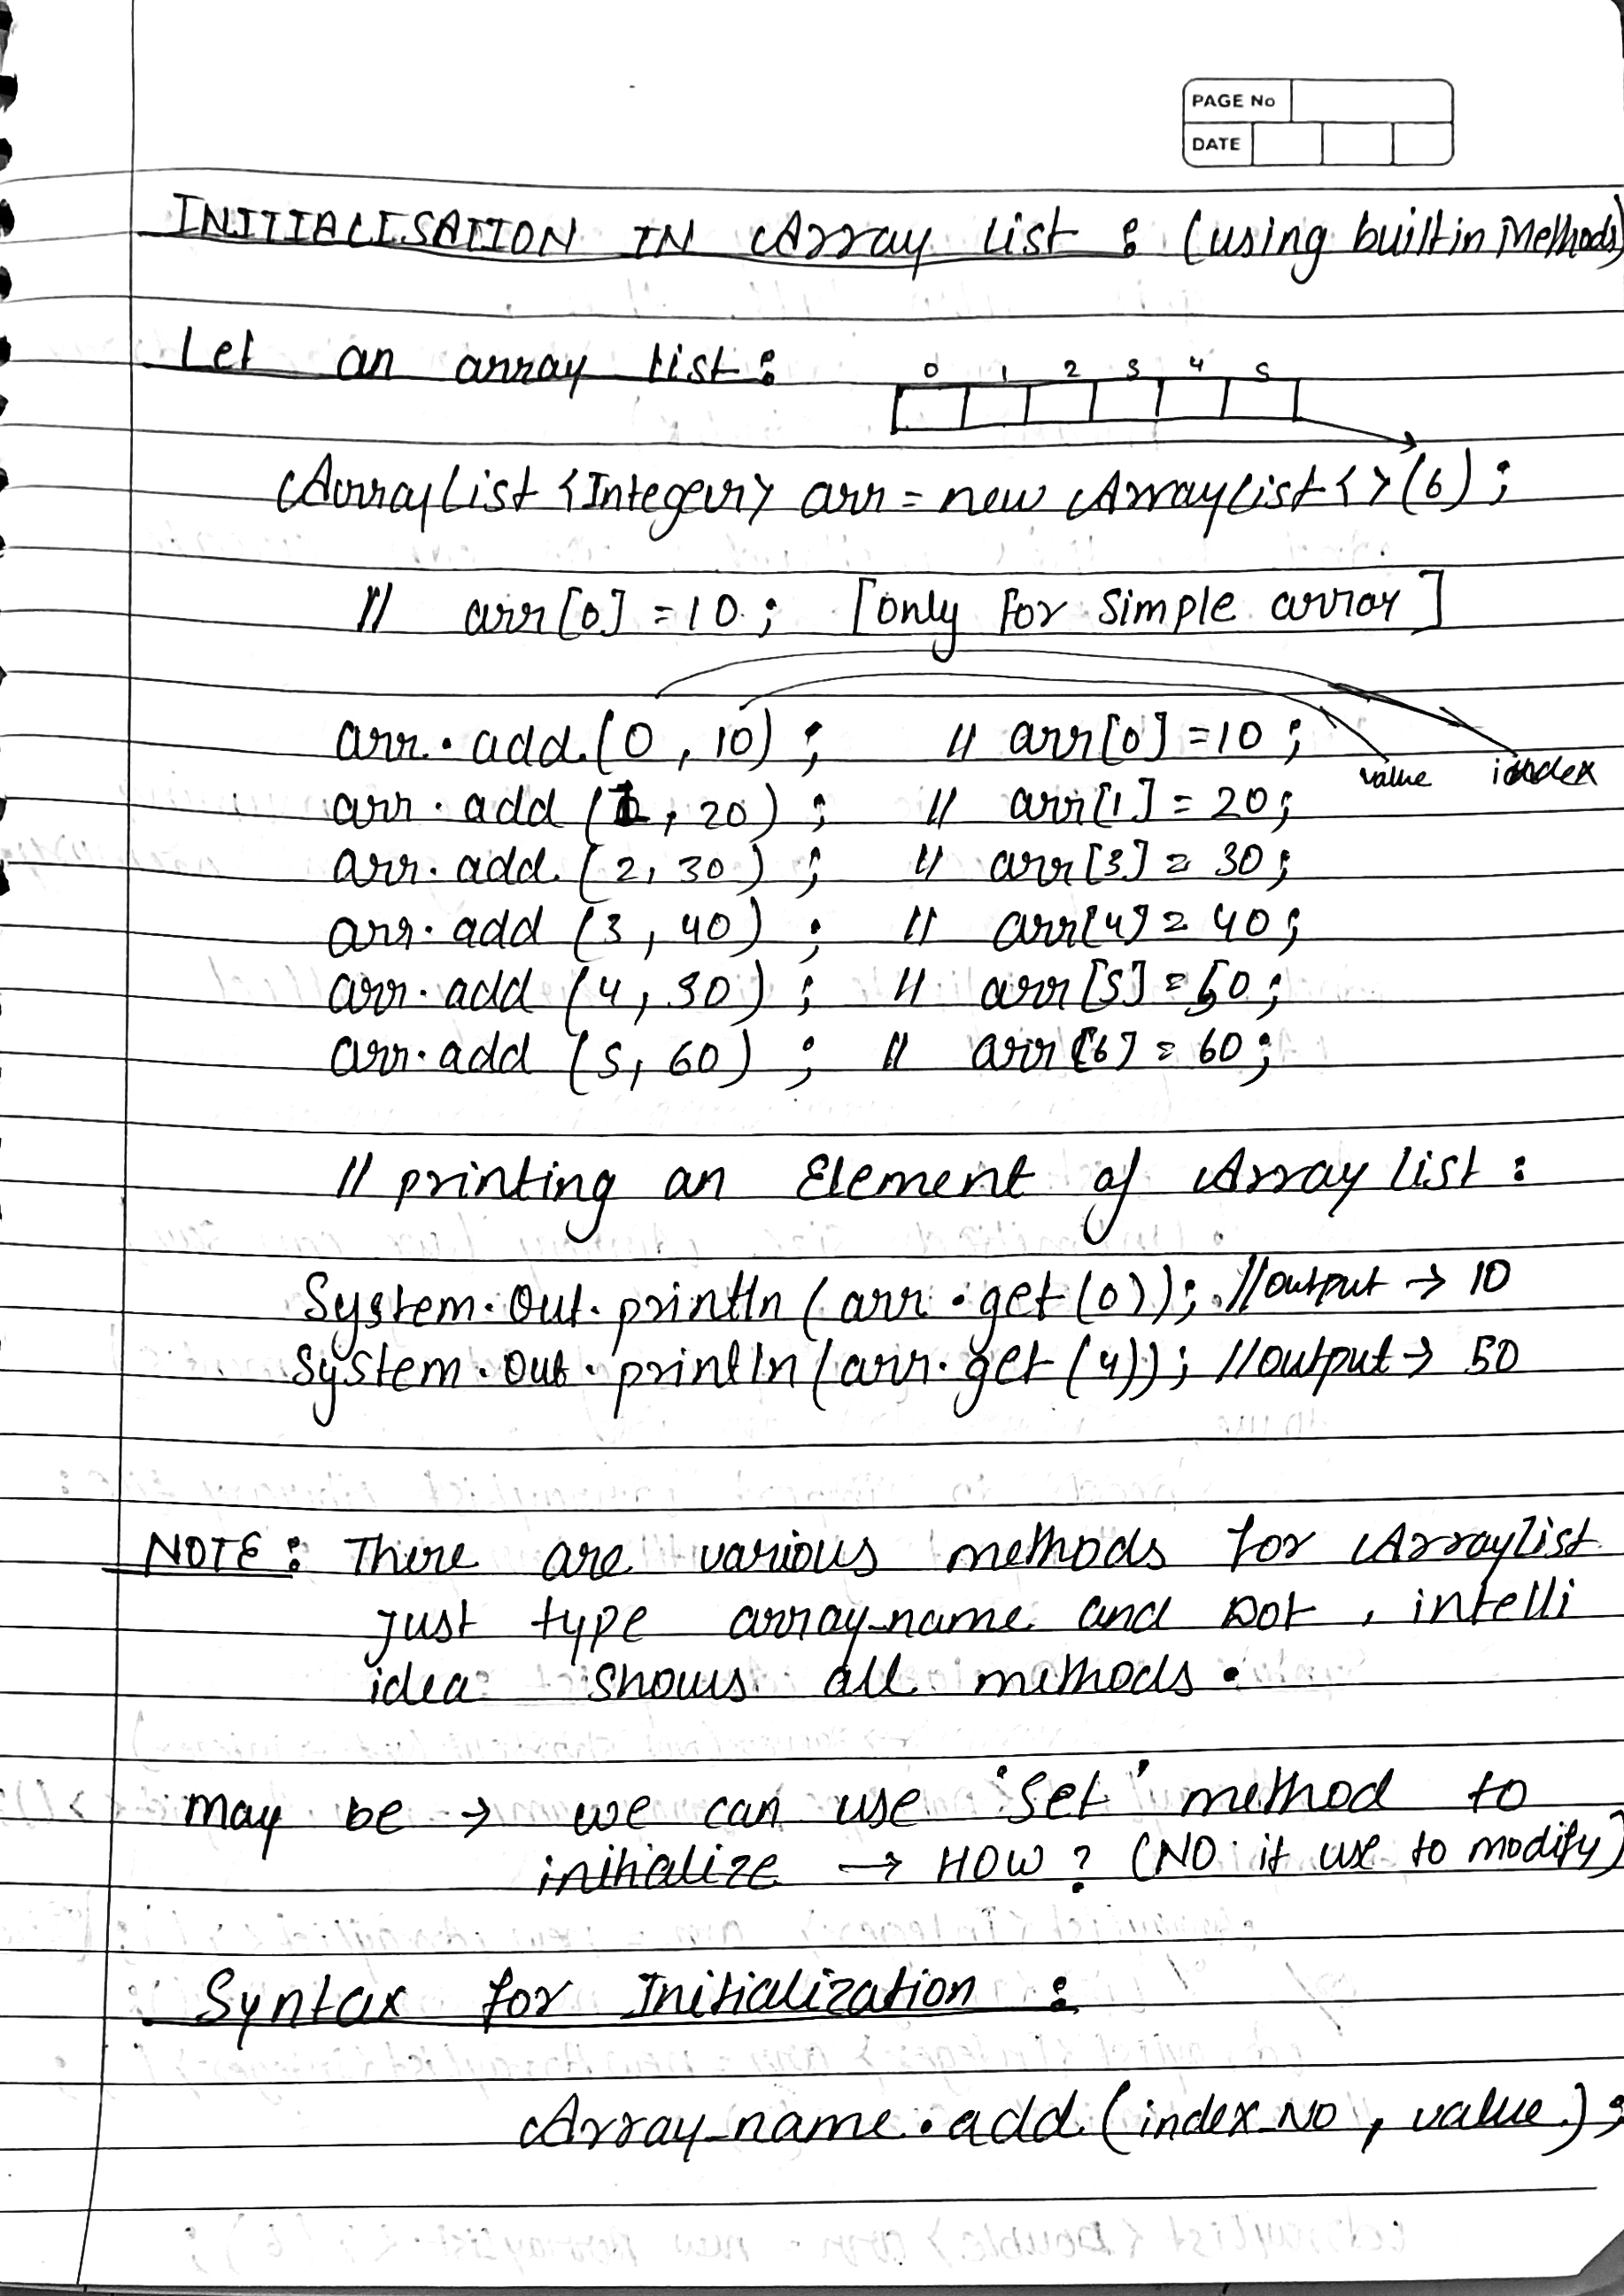 PAGE No
DATE
INITIALISATION IN Array List : (using builtin Methods)
Let an array list :
0 1 2 3 4 5
ArrayList <Integer> arr = new ArrayList < > (6) ;
// arr[0] = 10 ; [only For Simple array]
arr . add (0 , 10) ; // arr[0] = 10 ;
value index
arr . add (1 , 20) ; // arr[1] = 20 ;
arr . add (2 , 30) ; // arr[3] = 30 ;
arr . add (3 , 40) ; // arr[4] = 40 ;
arr . add (4 , 50) ; // arr[5] = 50 ;
arr . add (5 , 60) ; // arr[6] = 60 ;
// printing an Element of Array list :
System . Out . println ( arr . get (0)) ; // output → 10
System . out . println (arr . get (4)) ; // output → 50
NOTE : There are various methods for Arraylist
Just type array_name and Dot , intelli
idea shows all methods .
may be → we can use 'Set' method to
initialize → HOW ? (NO it use to modify)
Syntax for Initialization :
Array_name . add (index_No , value) ;